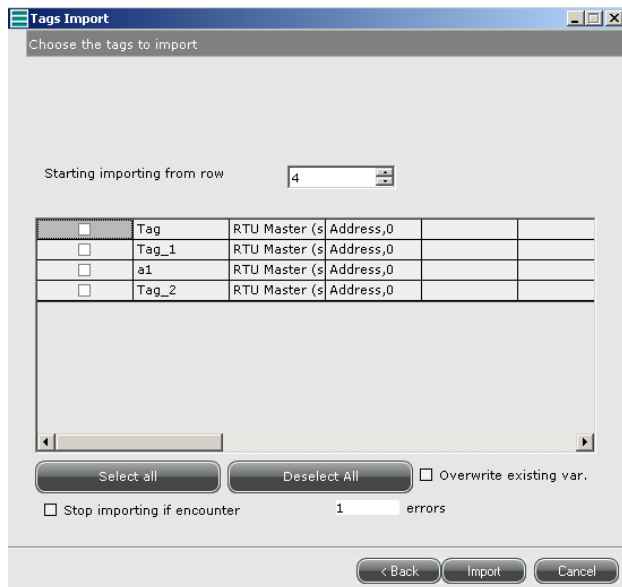 Tags Import
Choose the tags to import
Starting importing from row 4
Tag RTU Master (s Address,0
Tag_1 RTU Master (s Address,0
a1 RTU Master (s Address,0
Tag_2 RTU Master (s Address,0
Select all Deselect All Overwrite existing var.
Stop importing if encounter 1 errors
< Back Import Cancel